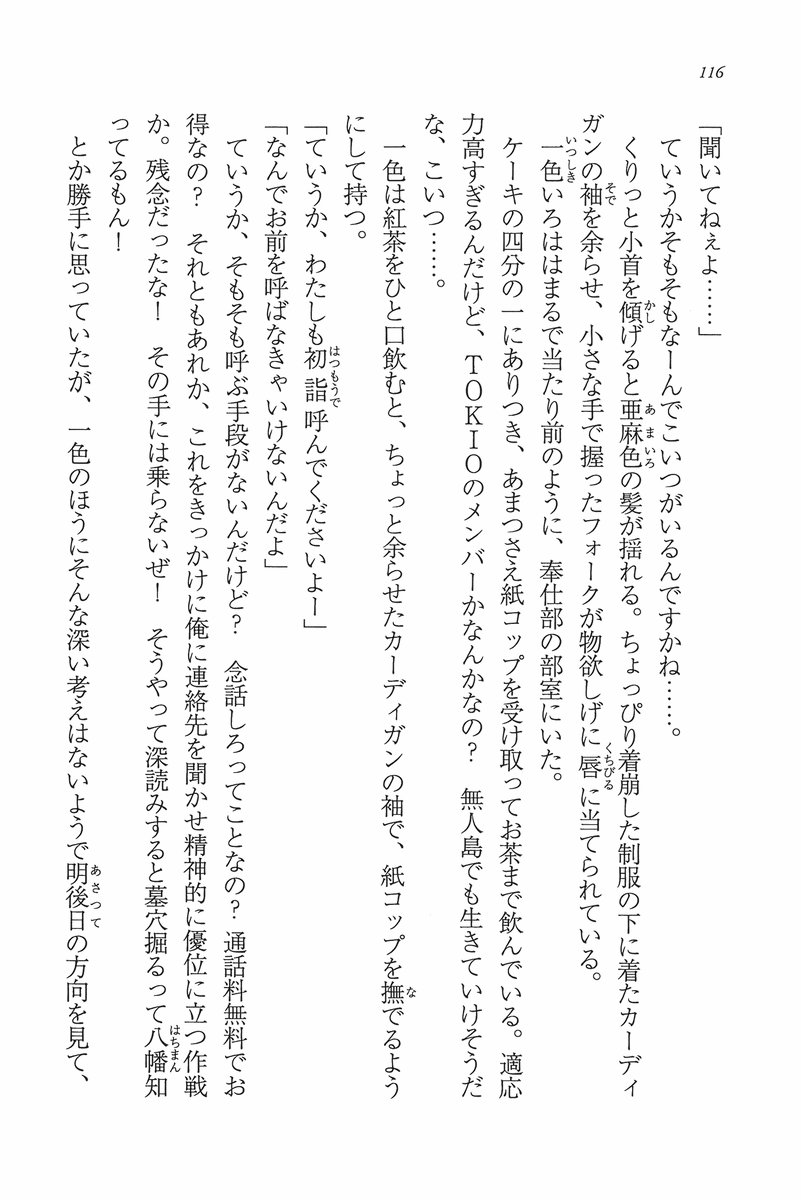 116
「聞いてねぇよ……」
ていうかそもそもなーんでこいつがいるんですかね……。
くりっと小首を傾げると亜麻色の髪が揺れる。ちょっぴり着崩した制服の下に着たカーディ
ガンの袖を余らせ、小さな手で握ったフォークが物欲しげに唇に当てられている。
一色いろははまるで当たり前のように、奉仕部の部室にいた。
ケーキの四分の一にありつき、あまつさえ紙コップを受け取ってお茶まで飲んでいる。適応
力高すぎるんだけど、TOKIOのメンバーかなんかなの？　無人島でも生きていけそうだ
な、こいつ……。
一色は紅茶をひと口飲むと、ちょっと余らせたカーディガンの袖で、紙コップを撫でるよう
にして持つ。
「ていうか、わたしも初詣呼んでくださいよー」
「なんでお前を呼ばなきゃいけないんだよ」
ていうか、そもそも呼ぶ手段がないんだけど？　念話しろってことなの？　通話料無料でお
得なの？　それともあれか、これをきっかけに俺に連絡先を聞かせ精神的に優位に立つ作戦
か。残念だったな！　その手には乗らないぜ！　そうやって深読みすると墓穴掘るって八幡知
ってるもん！
とか勝手に思っていたが、一色のほうにそんな深い考えはないようで明後日の方向を見て、